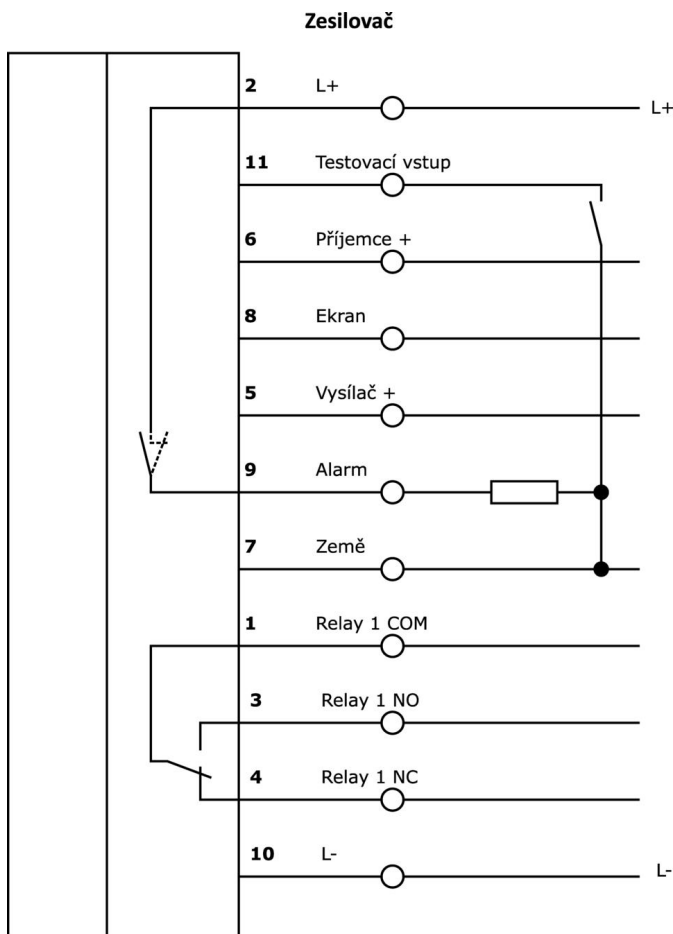 Zesilovač
2 L+
L+
11 Testovací vstup
6 Příjemce +
8 Ekran
5 Vysílač +
9 Alarm
7 Země
1 Relay 1 COM
3 Relay 1 NO
4 Relay 1 NC
10 L-
L-